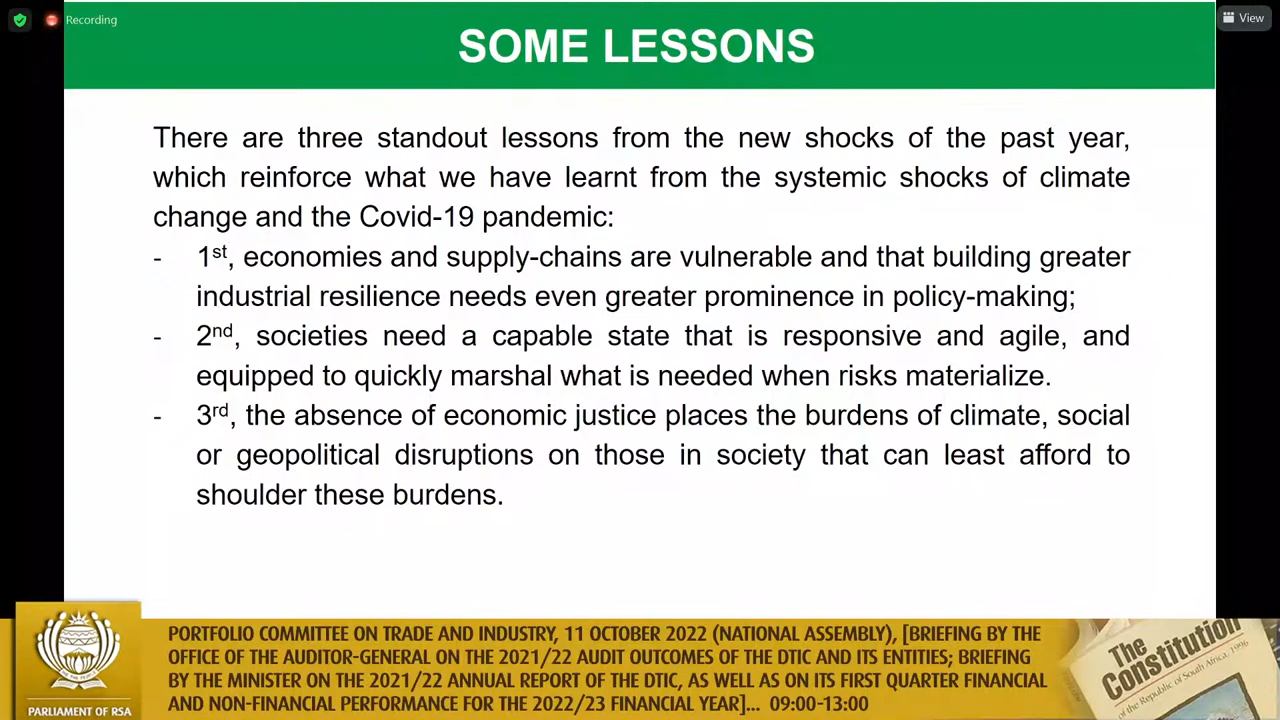 Recording
View
SOME LESSONS
There are three standout lessons from the new shocks of the past year,
which reinforce what we have learnt from the systemic shocks of climate
change and the Covid-19 pandemic:
- 1st, economies and supply-chains are vulnerable and that building greater
industrial resilience needs even greater prominence in policy-making;
- 2nd, societies need a capable state that is responsive and agile, and
equipped to quickly marshal what is needed when risks materialize.
- 3rd, the absence of economic justice places the burdens of climate, social
or geopolitical disruptions on those in society that can least afford to
shoulder these burdens.
PORTFOLIO COMMITTEE ON TRADE AND INDUSTRY, 11 OCTOBER 2022 (NATIONAL ASSEMBLY), [BRIEFING BY THE
OFFICE OF THE AUDITOR-GENERAL ON THE 2021/22 AUDIT OUTCOMES OF THE DTIC AND ITS ENTITIES; BRIEFING
BY THE MINISTER ON THE 2021/22 ANNUAL REPORT OF THE DTIC, AS WELL AS ON ITS FIRST QUARTER FINANCIAL
AND NON-FINANCIAL PERFORMANCE FOR THE 2022/23 FINANCIAL YEAR]... 09:00-13:00
PARLIAMENT OF RSA
The
Constitution
of the Republic of South Africa, 1996